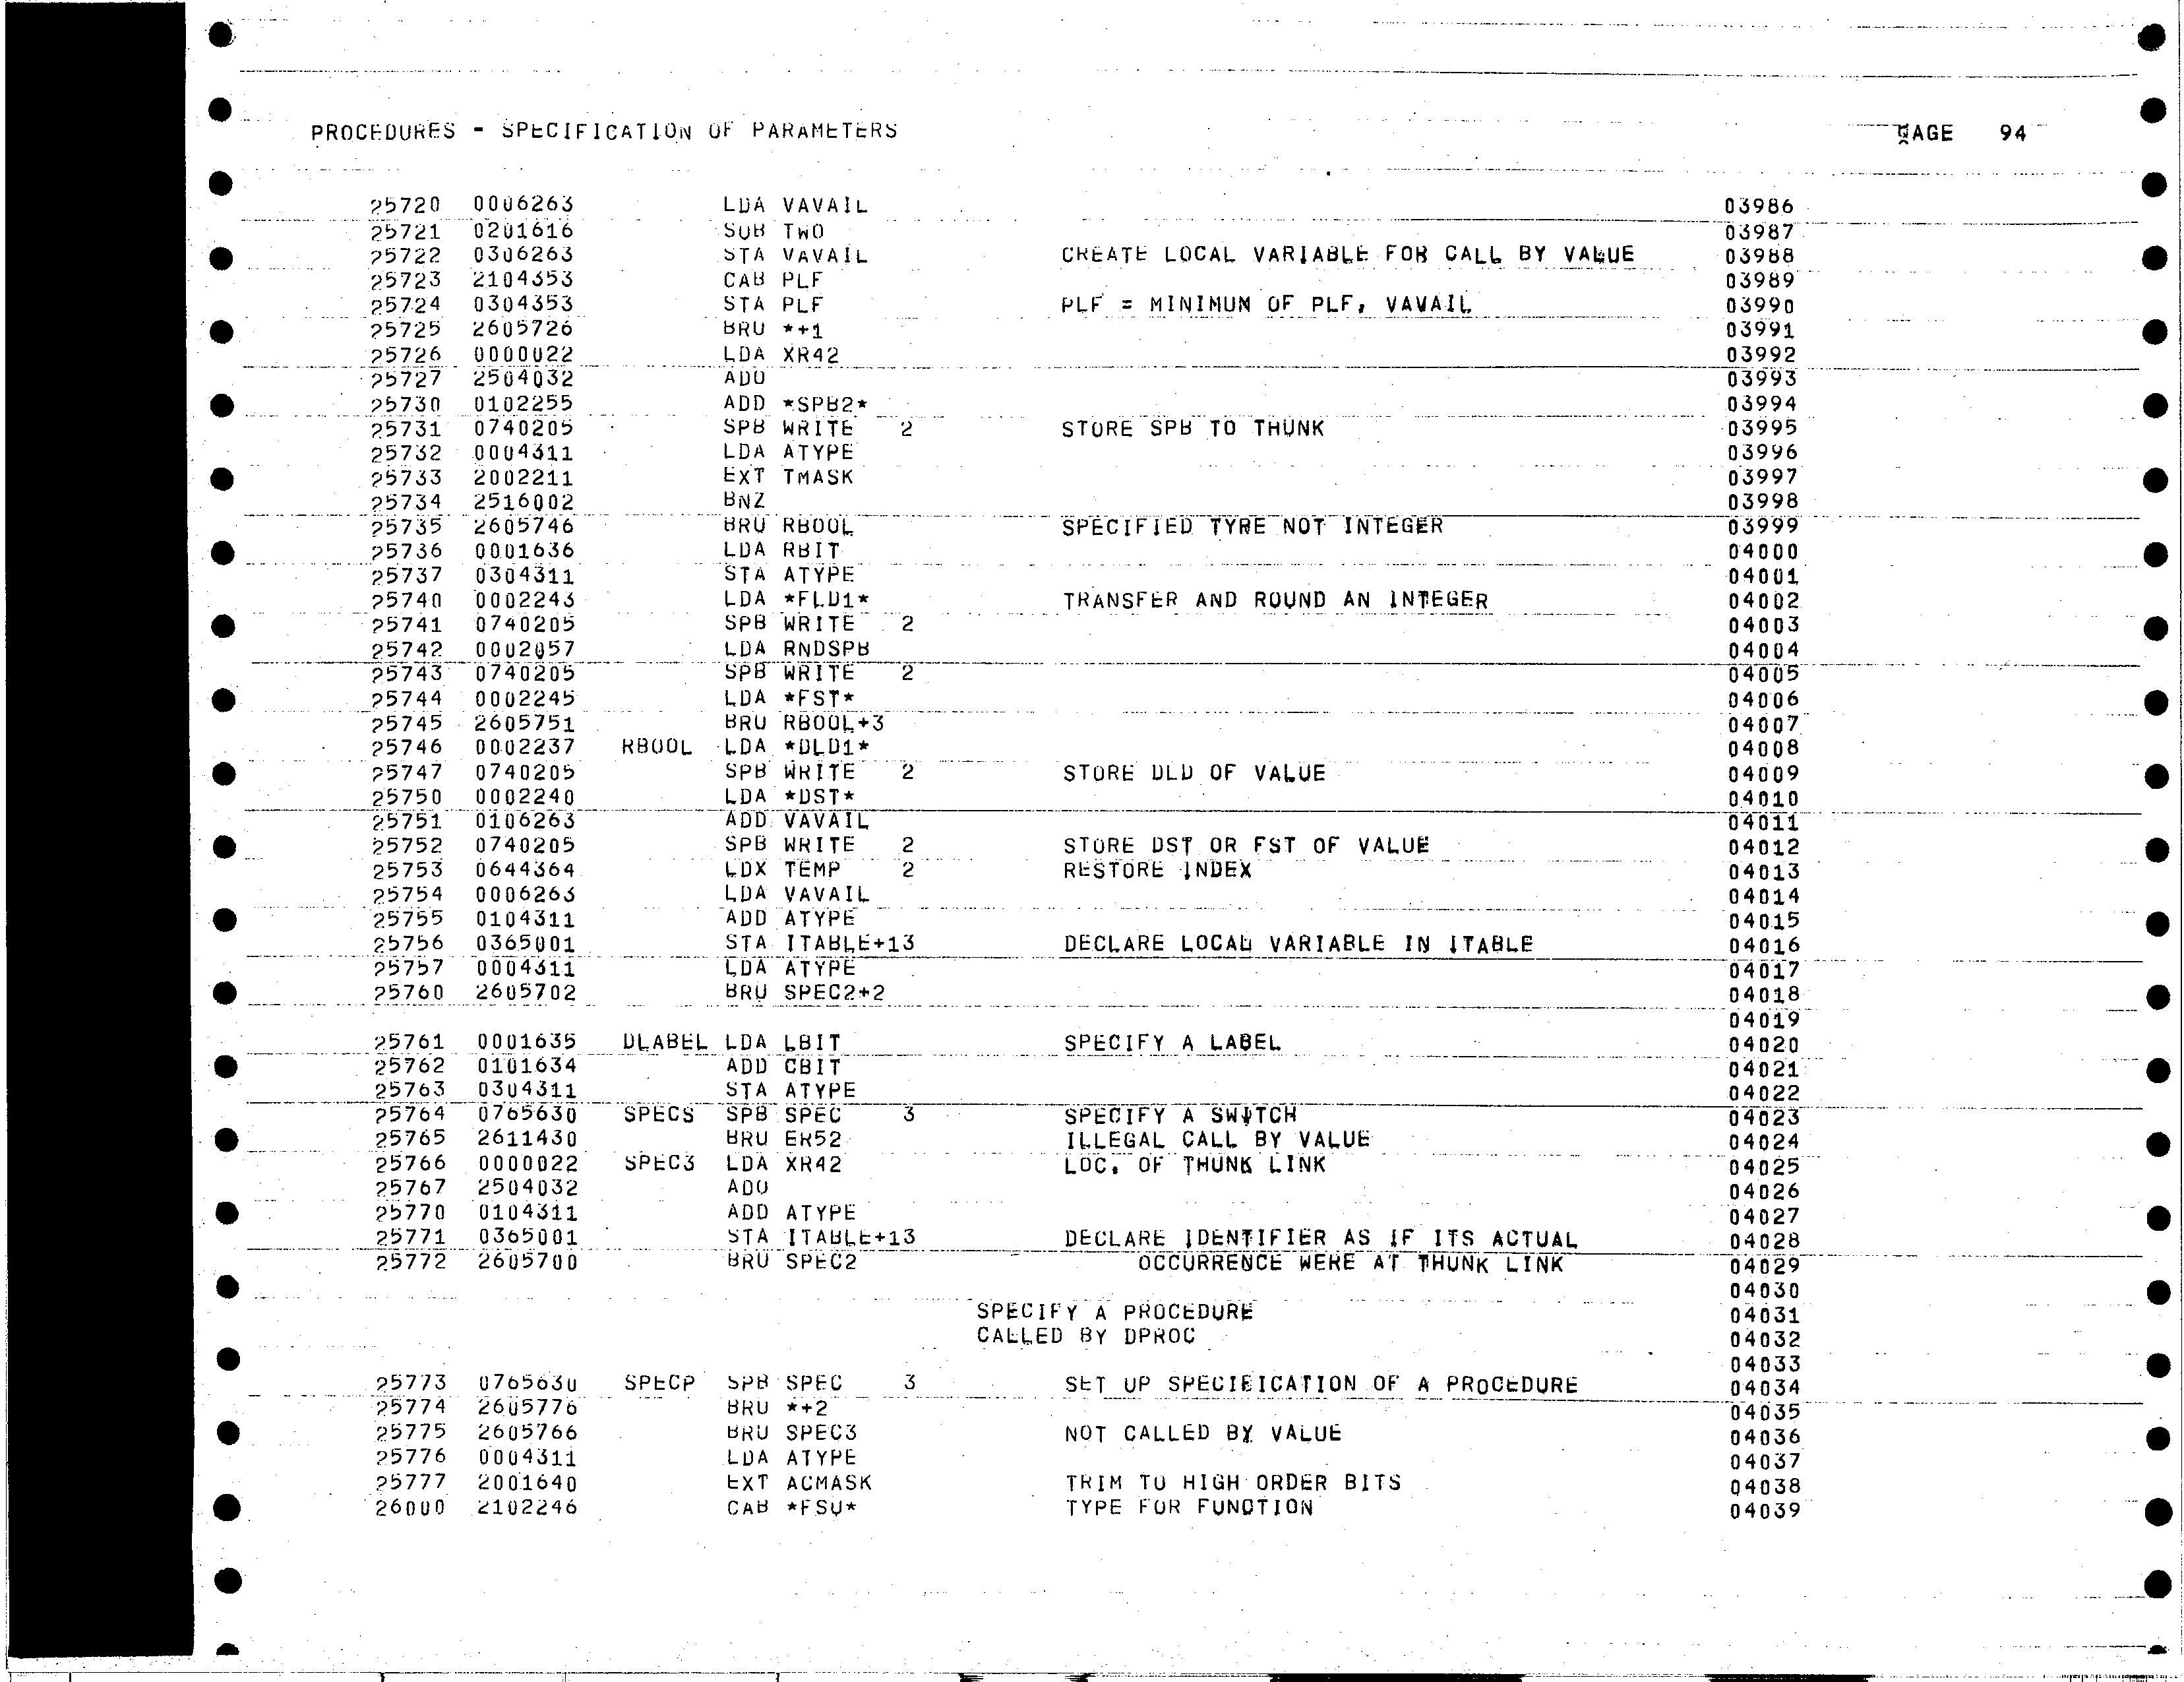 PROCEDURES - SPECIFICATION OF PARAMETERS PAGE 94
25720 0006263 LDA VAVAIL 03986
25721 0201616 SUB TWO 03987
25722 0306263 STA VAVAIL CREATE LOCAL VARIABLE FOR CALL BY VALUE 03988
25723 2104353 CAB PLF 03989
25724 0304353 STA PLF PLF = MINIMUM OF PLF, VAVAIL 03990
25725 2605726 BRU *+1 03991
25726 0000022 LDA XR42 03992
25727 2504032 ADO 03993
25730 0102255 ADD *SPB2* 03994
25731 0740205 SPB WRITE 2 STORE SPB TO THUNK 03995
25732 0004311 LDA ATYPE 03996
25733 2002211 EXT TMASK 03997
25734 2516002 BNZ 03998
25735 2605746 BRU RBOOL SPECIFIED TYPE NOT INTEGER 03999
25736 0001636 LDA RBIT 04000
25737 0304311 STA ATYPE 04001
25740 0002243 LDA *FLD1* TRANSFER AND ROUND AN INTEGER 04002
25741 0740205 SPB WRITE 2 04003
25742 0002057 LDA RNDSPB 04004
25743 0740205 SPB WRITE 2 04005
25744 0002245 LDA *FST* 04006
25745 2605751 BRU RBOOL+3 04007
25746 0002237 RBOOL LDA *DLD1* 04008
25747 0740205 SPB WRITE 2 STORE DLD OF VALUE 04009
25750 0002240 LDA *DST* 04010
25751 0106263 ADD VAVAIL 04011
25752 0740205 SPB WRITE 2 STORE DST OR FST OF VALUE 04012
25753 0644364 LDX TEMP 2 RESTORE INDEX 04013
25754 0006263 LDA VAVAIL 04014
25755 0104311 ADD ATYPE 04015
25756 0365001 STA ITABLE+13 DECLARE LOCAL VARIABLE IN ITABLE 04016
25757 0004311 LDA ATYPE 04017
25760 2605702 BRU SPEC2+2 04018
04019
25761 0001635 DLABEL LDA LBIT SPECIFY A LABEL 04020
25762 0101634 ADD CBIT 04021
25763 0304311 STA ATYPE 04022
25764 0765630 SPECS SPB SPEC 3 SPECIFY A SWITCH 04023
25765 2611430 BRU ER52 ILLEGAL CALL BY VALUE 04024
25766 0000022 SPEC3 LDA XR42 LOC. OF THUNK LINK 04025
25767 2504032 ADO 04026
25770 0104311 ADD ATYPE 04027
25771 0365001 STA ITABLE+13 DECLARE IDENTIFIER AS IF ITS ACTUAL 04028
25772 2605700 BRU SPEC2 OCCURRENCE WERE AT THUNK LINK 04029
04030
SPECIFY A PROCEDURE 04031
CALLED BY DPROC 04032
04033
25773 0765630 SPECP SPB SPEC 3 SET UP SPECIFICATION OF A PROCEDURE 04034
25774 2605776 BRU *+2 04035
25775 2605766 BRU SPEC3 NOT CALLED BY VALUE 04036
25776 0004311 LDA ATYPE 04037
25777 2001640 EXT ACMASK TRIM TO HIGH ORDER BITS 04038
26000 2102246 CAB *FSU* TYPE FOR FUNCTION 04039